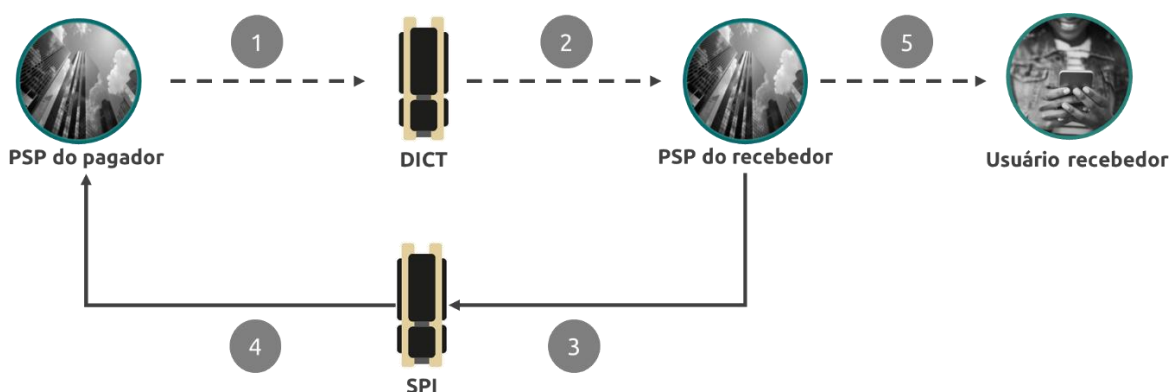 1
2
5
PSP do pagador
DICT
PSP do recebedor
Usuário recebedor
4
3
SPI